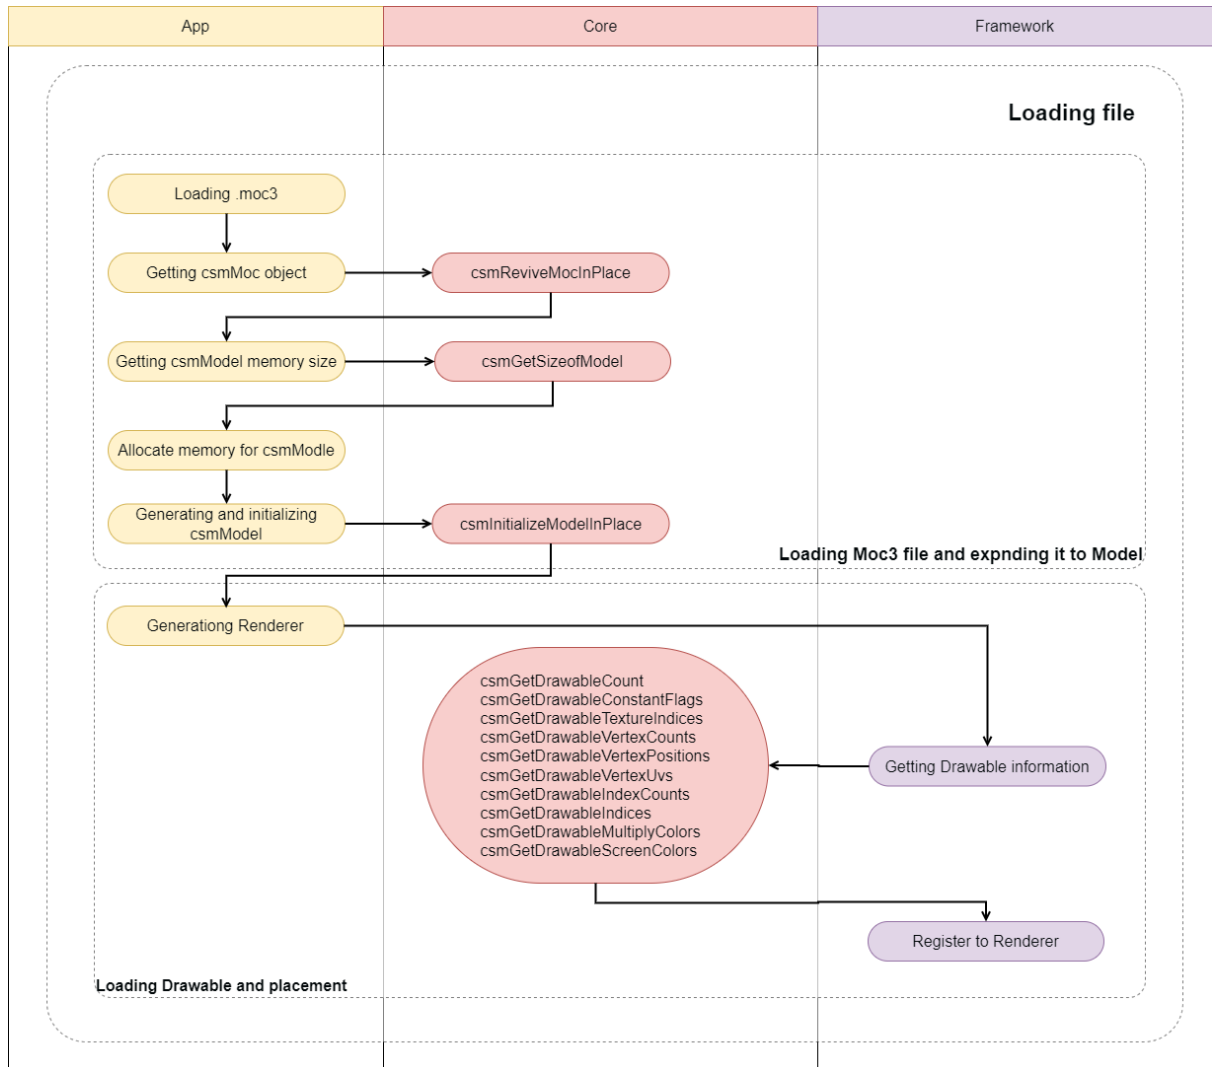 App
Core
Framework
Loading file
Loading .moc3
Getting csmMoc object
csmReviveMocInPlace
Getting csmModel memory size
csmGetSizeofModel
Allocate memory for csmModle
Generating and initializing
csmModel
csmInitializeModelInPlace
Loading Moc3 file and expnding it to Model
Generationg Renderer
csmGetDrawableCount
csmGetDrawableConstantFlags
csmGetDrawableTextureIndices
csmGetDrawableVertexCounts
csmGetDrawableVertexPositions
csmGetDrawableVertexUvs
csmGetDrawableIndexCounts
csmGetDrawableIndices
csmGetDrawableMultiplyColors
csmGetDrawableScreenColors
Getting Drawable information
Register to Renderer
Loading Drawable and placement